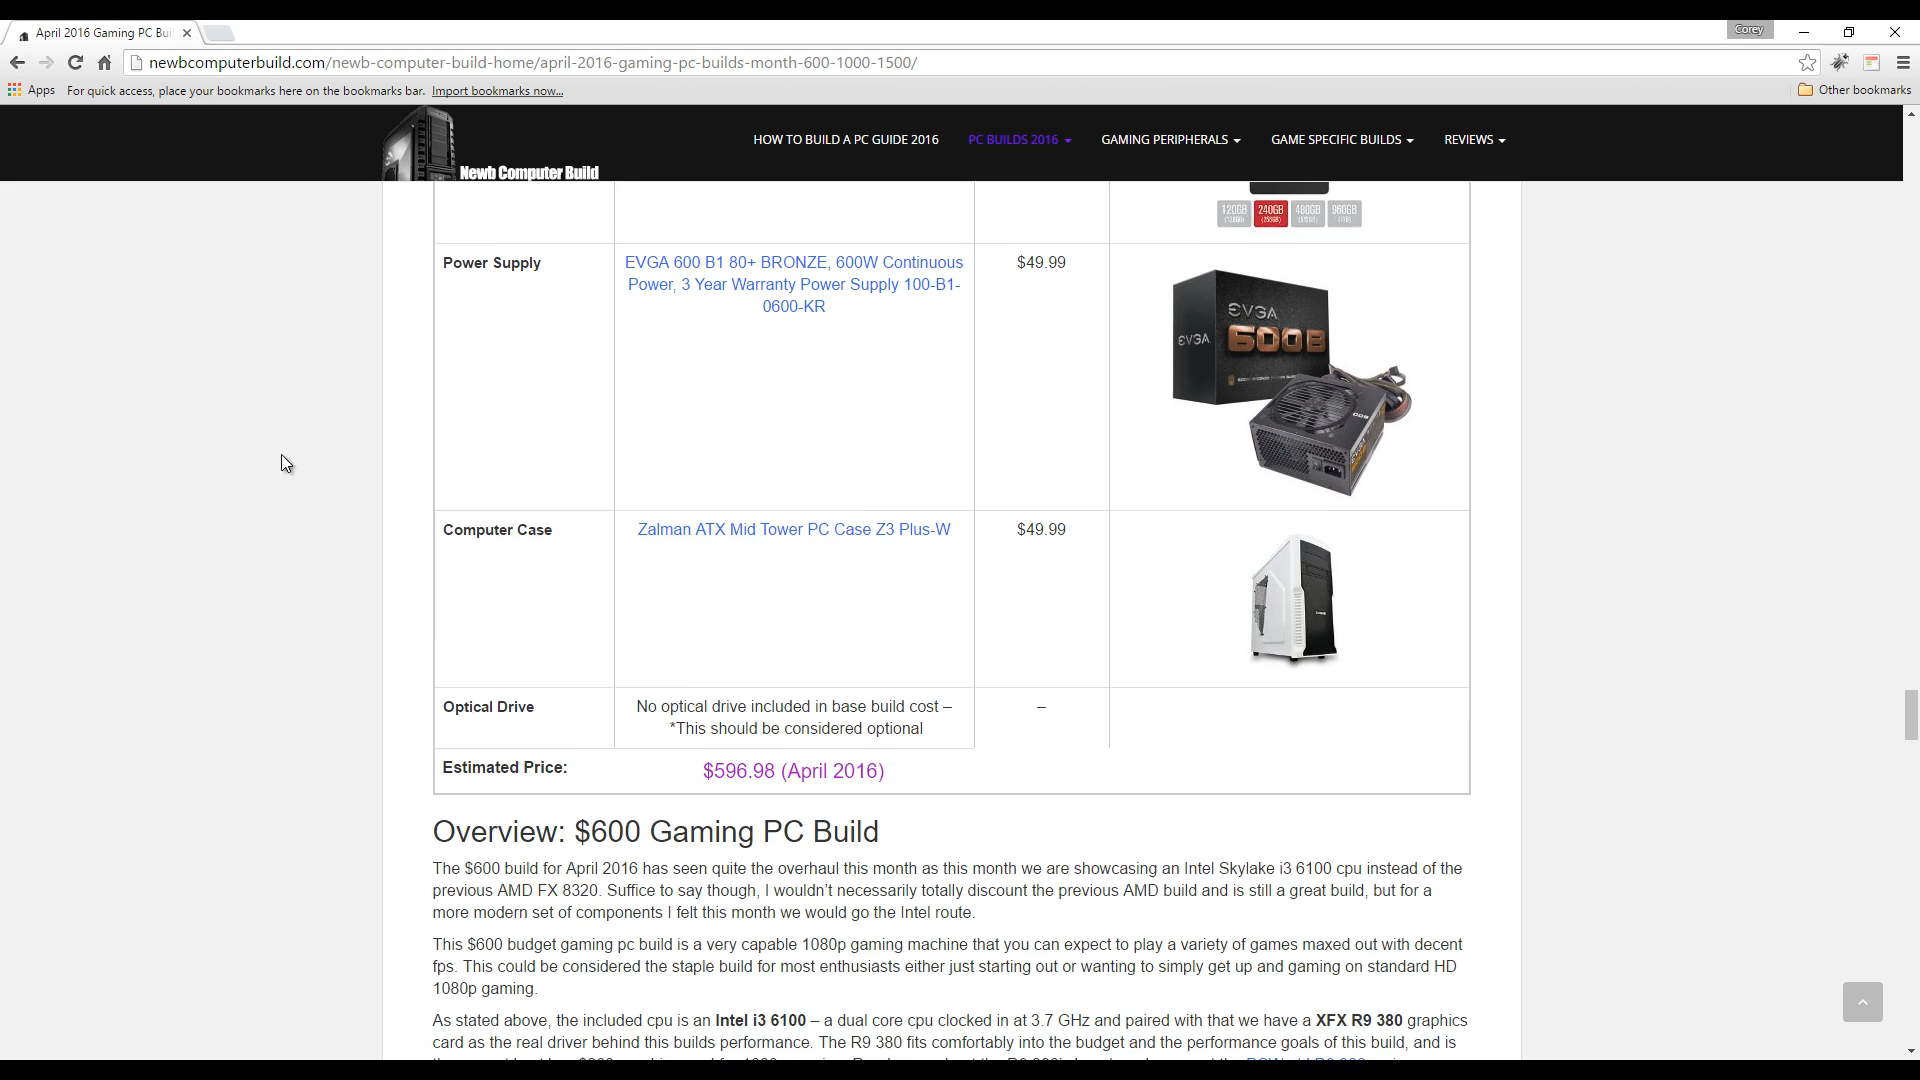 April 2016 Gaming PC Bui
Corey
newbcomputerbuild.com/newb-computer-build-home/april-2016-gaming-pc-builds-month-600-1000-1500/
Apps For quick access, place your bookmarks here on the bookmarks bar. Import bookmarks now...
Other bookmarks
Newb Computer Build
HOW TO BUILD A PC GUIDE 2016 PC BUILDS 2016 GAMING PERIPHERALS GAME SPECIFIC BUILDS REVIEWS
120GB 240GB 480GB 960GB
Power Supply
EVGA 600 B1 80+ BRONZE, 600W Continuous
Power, 3 Year Warranty Power Supply 100-B1-
0600-KR
$49.99
EVGA
EVGA 600B
Computer Case
Zalman ATX Mid Tower PC Case Z3 Plus-W
$49.99
Optical Drive
No optical drive included in base build cost –
*This should be considered optional
–
Estimated Price:
$596.98 (April 2016)
Overview: $600 Gaming PC Build
The $600 build for April 2016 has seen quite the overhaul this month as this month we are showcasing an Intel Skylake i3 6100 cpu instead of the
previous AMD FX 8320. Suffice to say though, I wouldn't necessarily totally discount the previous AMD build and is still a great build, but for a
more modern set of components I felt this month we would go the Intel route.
This $600 budget gaming pc build is a very capable 1080p gaming machine that you can expect to play a variety of games maxed out with decent
fps. This could be considered the staple build for most enthusiasts either just starting out or wanting to simply get up and gaming on standard HD
1080p gaming.
As stated above, the included cpu is an Intel i3 6100 – a dual core cpu clocked in at 3.7 GHz and paired with that we have a XFX R9 380 graphics
card as the real driver behind this builds performance. The R9 380 fits comfortably into the budget and the performance goals of this build, and is